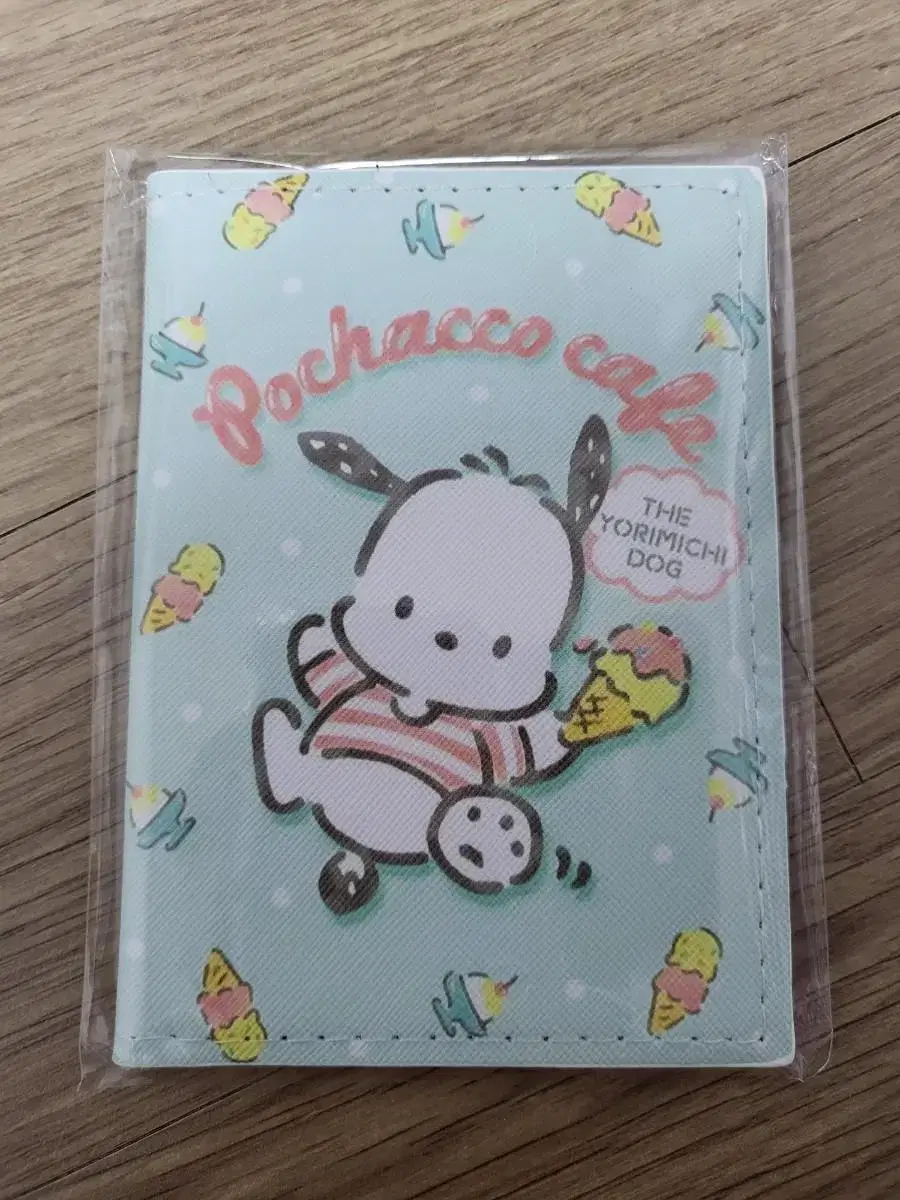 Pochacco cafe
THE
YORIMICHI
DOG